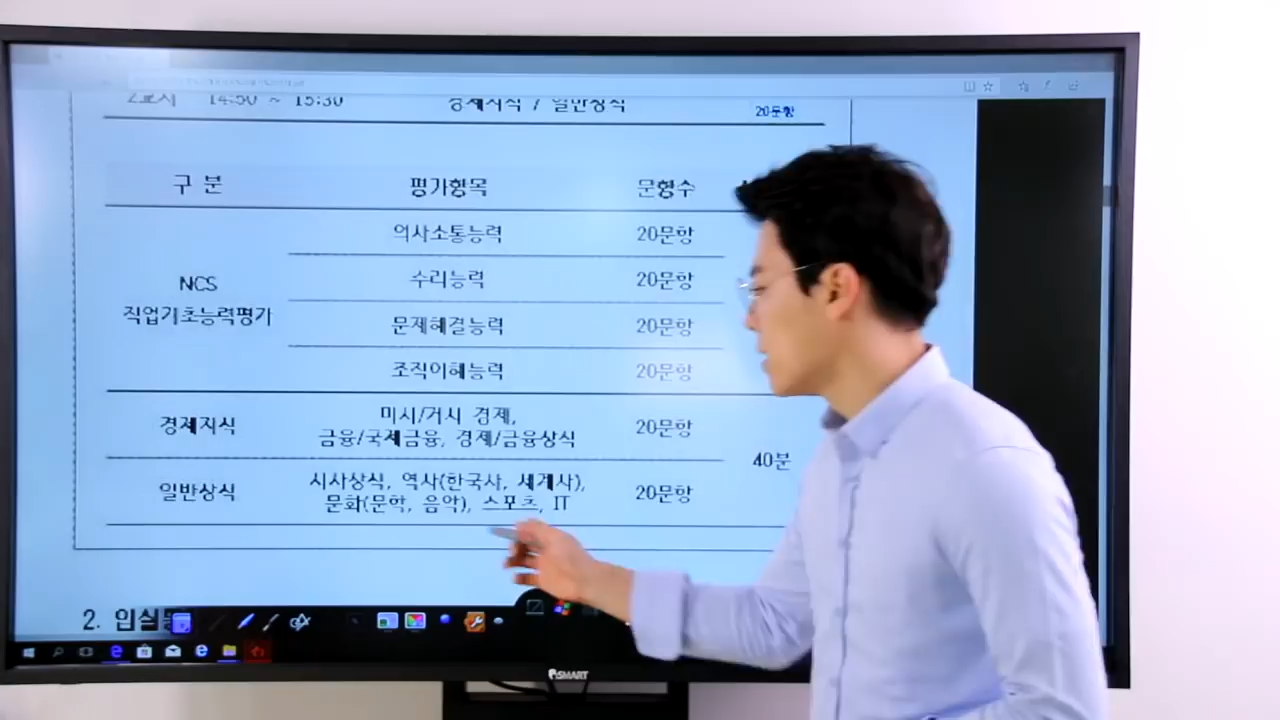 2교시 14:50 ~ 15:30 경제지식 / 일반상식 20문항
구 분 평가항목 문항수
의사소통능력 20문항
수리능력 20문항
NCS
직업기초능력평가
문제해결능력 20문항
조직이해능력 20문항
경제지식 미시/거시 경제,
금융/국제금융, 경제/금융상식 20문항
40분
일반상식 시사상식, 역사(한국사, 세계사),
문화(문학, 음악), 스포츠, IT 20문항
2. 입실
SMART